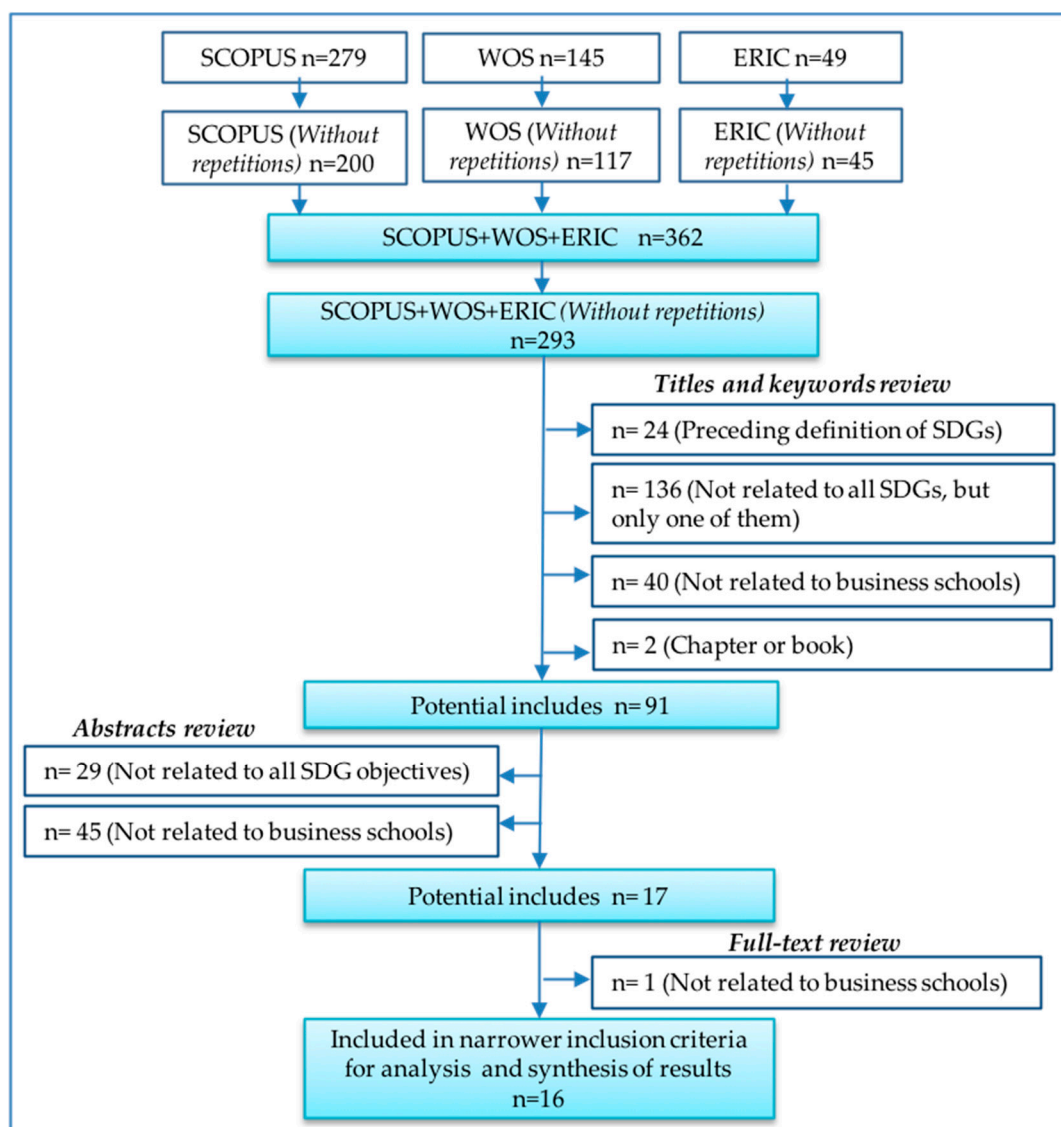 SCOPUS n=279
WOS n=145
ERIC n=49
SCOPUS (Without
repetitions) n=200
WOS (Without
repetitions) n=117
ERIC (Without
repetitions) n=45
SCOPUS+WOS+ERIC n=362
SCOPUS+WOS+ERIC (Without repetitions)
n=293
Titles and keywords review
n= 24 (Preceding definition of SDGs)
n= 136 (Not related to all SDGs, but
only one of them)
n= 40 (Not related to business schools)
n= 2 (Chapter or book)
Potential includes n= 91
Abstracts review
n= 29 (Not related to all SDG objectives)
n= 45 (Not related to business schools)
Potential includes n= 17
Full-text review
n= 1 (Not related to business schools)
Included in narrower inclusion criteria
for analysis and synthesis of results
n=16